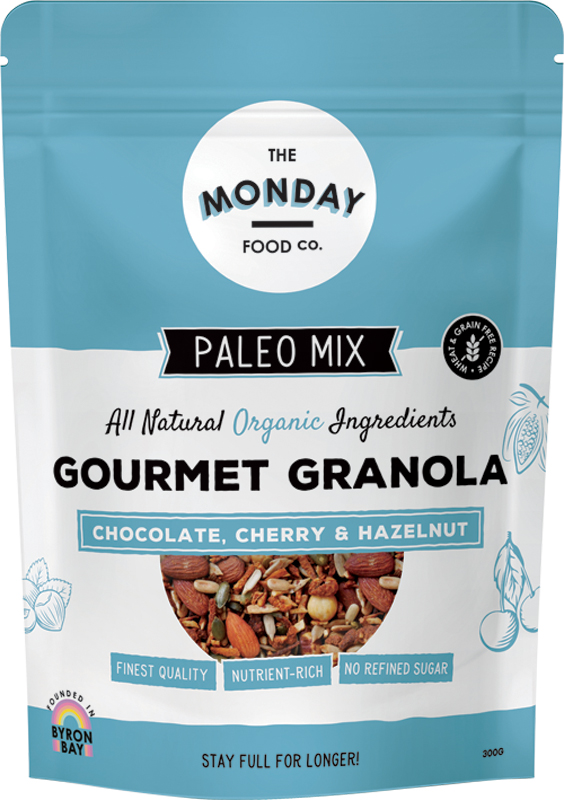 THE
MONDAY
FOOD CO.
PALEO MIX
WHEAT & GRAIN FREE RECIPE •
All Natural Organic Ingredients
GOURMET GRANOLA
CHOCOLATE, CHERRY & HAZELNUT
FINEST QUALITY
NUTRIENT-RICH
NO REFINED SUGAR
FOUNDED IN
BYRON
BAY
STAY FULL FOR LONGER!
300G